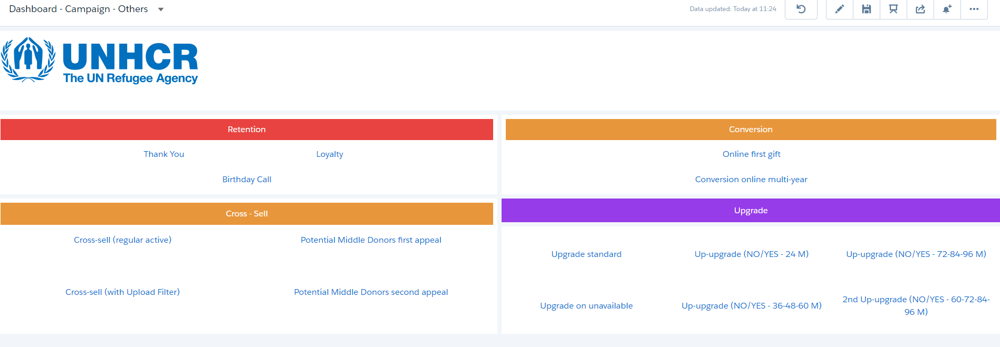 Dashboard - Campaign - Others
Data updated: Today at 11:24
UNHCR
The UN Refugee Agency
Retention
Thank You
Loyalty
Birthday Call
Conversion
Online first gift
Conversion online multi-year
Cross - Sell
Cross-sell (regular active)
Potential Middle Donors first appeal
Cross-sell (with Upload Filter)
Potential Middle Donors second appeal
Upgrade
Upgrade standard
Up-upgrade (NO/YES - 24 M)
Up-upgrade (NO/YES - 72-84-96 M)
Upgrade on unavailable
Up-upgrade (NO/YES - 36-48-60 M)
2nd Up-upgrade (NO/YES - 60-72-84-
96 M)